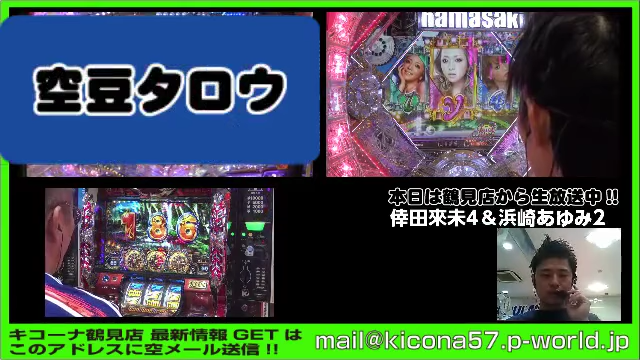 空豆タロウ
hamasaki
186
本日は鶴見店から生放送中!!
倖田來未4&浜崎あゆみ2
キコーナ鶴見店 最新情報 GET は
このアドレスに空メール送信!!
mail@kicona57.p-world.jp